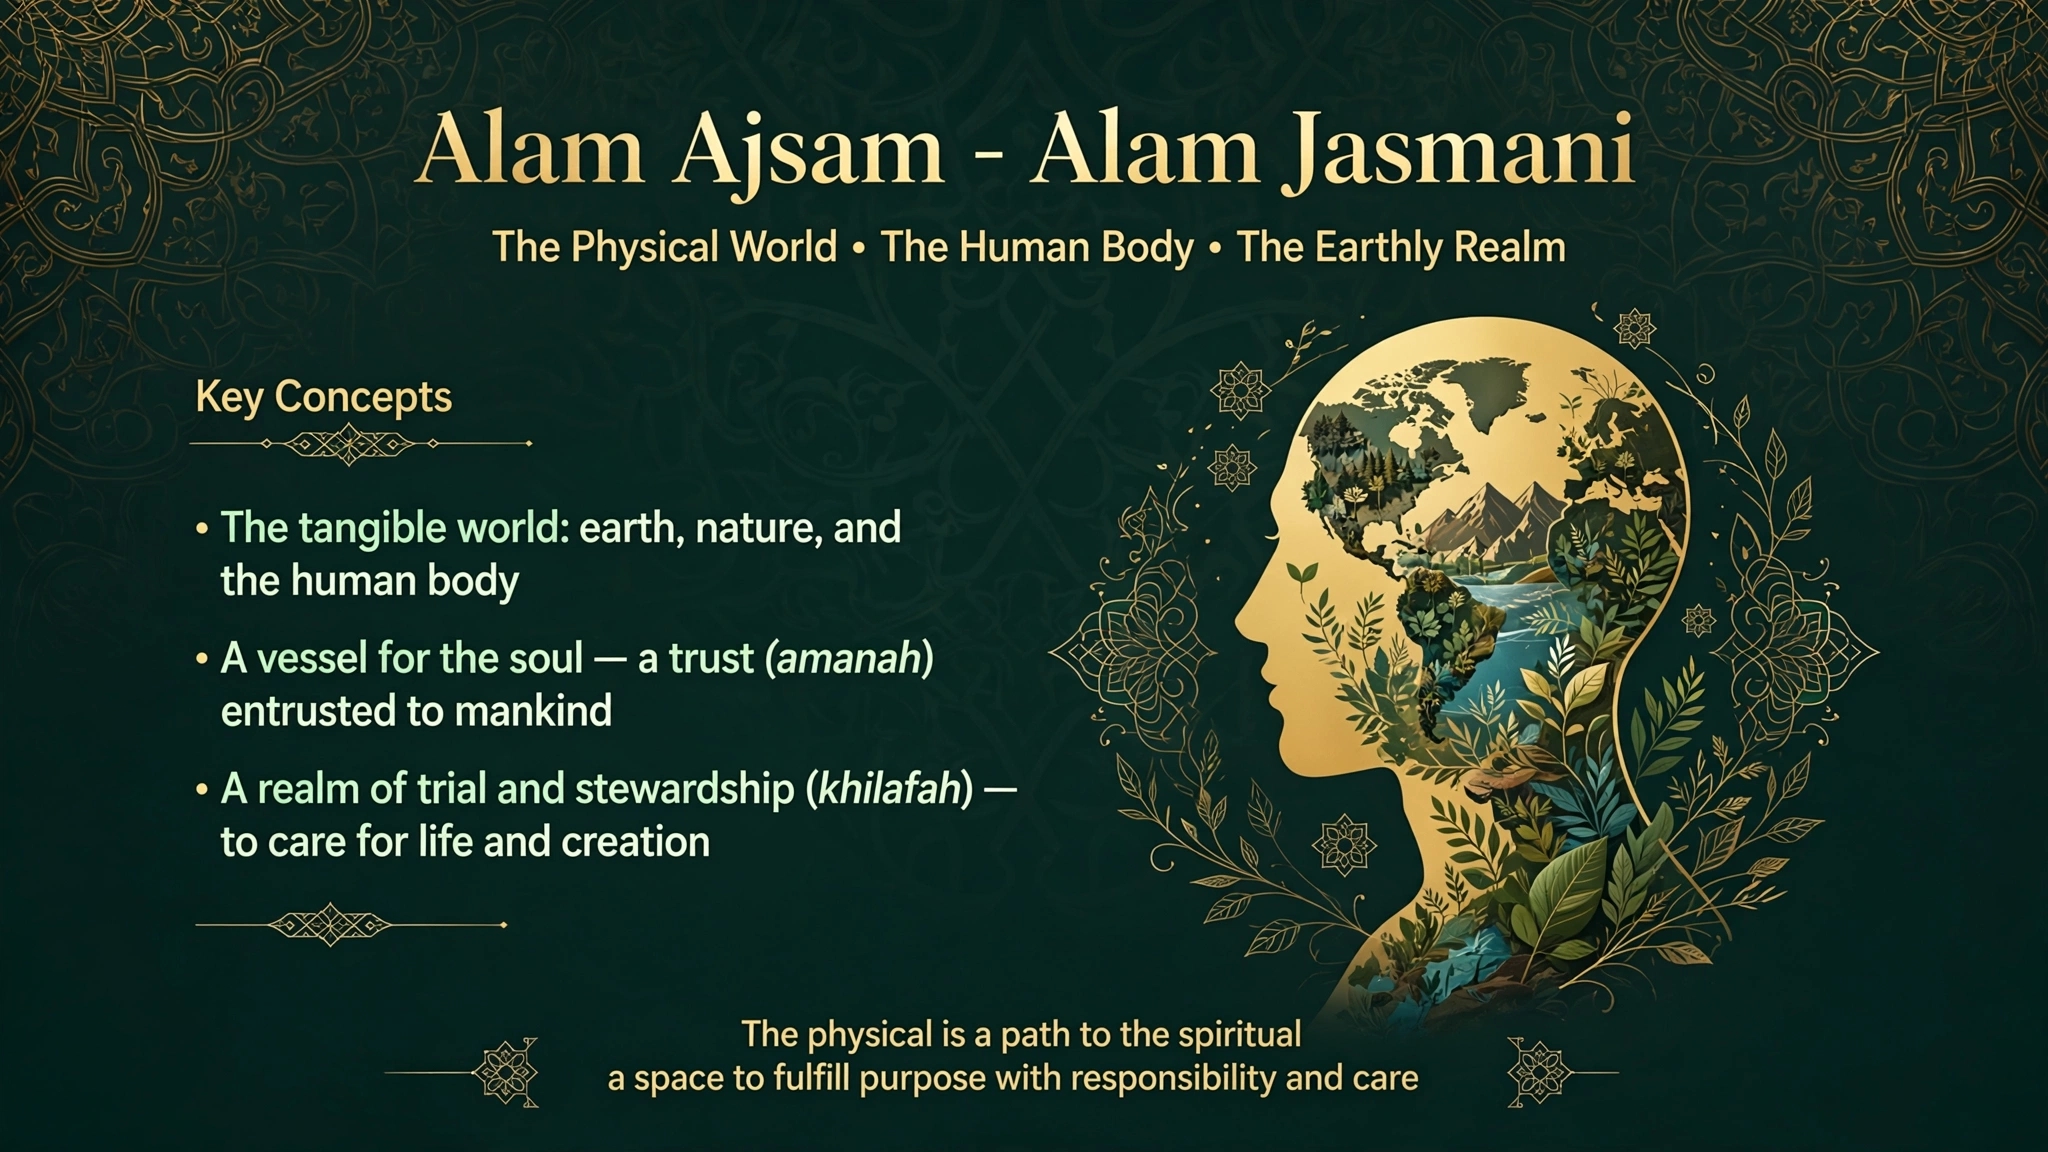 Alam Ajsam - Alam Jasmani
The Physical World • The Human Body • The Earthly Realm
Key Concepts
• The tangible world: earth, nature, and
the human body
• A vessel for the soul — a trust (amanah)
entrusted to mankind
• A realm of trial and stewardship (khilafah) —
to care for life and creation
The physical is a path to the spiritual
a space to fulfill purpose with responsibility and care